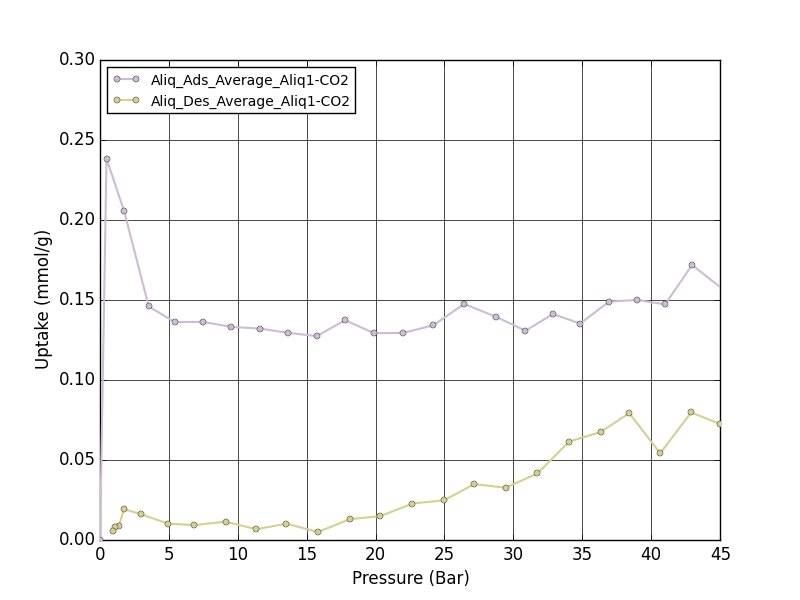 Aliq_Ads_Average_Aliq1-CO2
Aliq_Des_Average_Aliq1-CO2
0.30
0.25
0.20
0.15
0.10
0.05
0.00
Uptake (mmol/g)
0 5 10 15 20 25 30 35 40 45
Pressure (Bar)